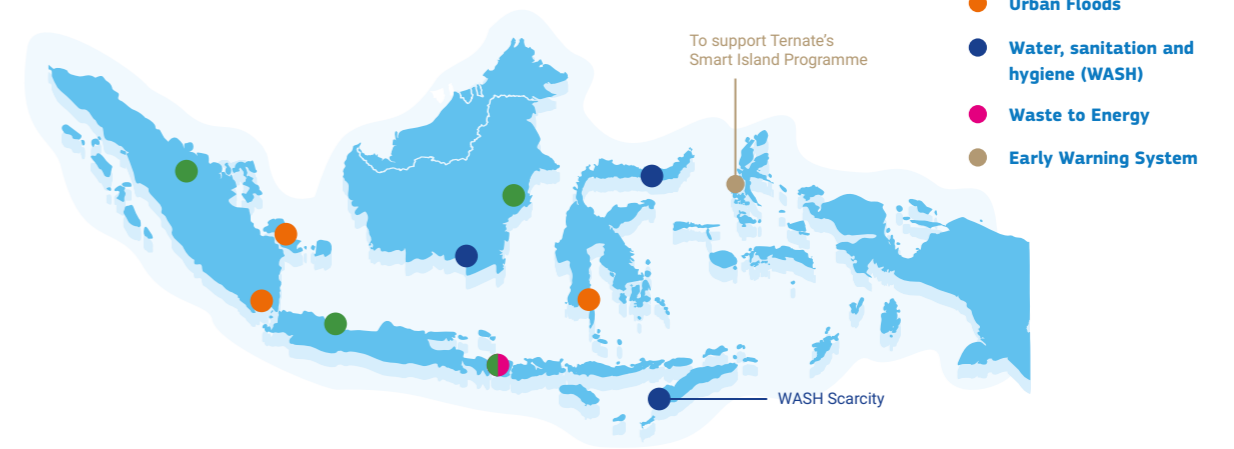 Urban Floods
To support Ternate's
Smart Island Programme
Water, sanitation and
hygiene (WASH)
Waste to Energy
Early Warning System
WASH Scarcity